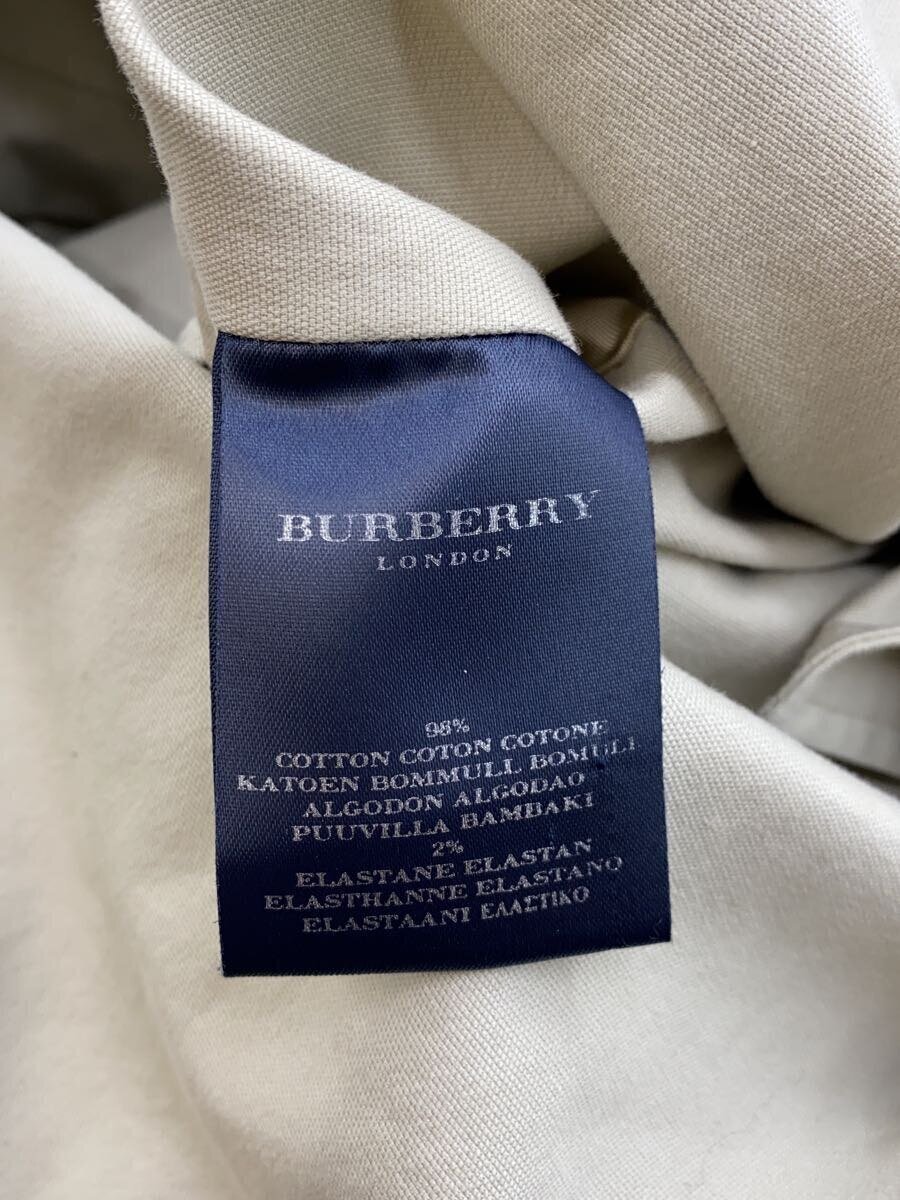 BURBERRY
LONDON
98%
COTTON COTON COTONE
KATOEN BOMMULL BOMULI
ALGODON ALGODAO
PUUVILLA BAMBAKI
2%
ELASTANE ELASTAN
ELASTHANNE ELASTANO
ELASTAANI ΕΛΑΣΤΙΚΟ